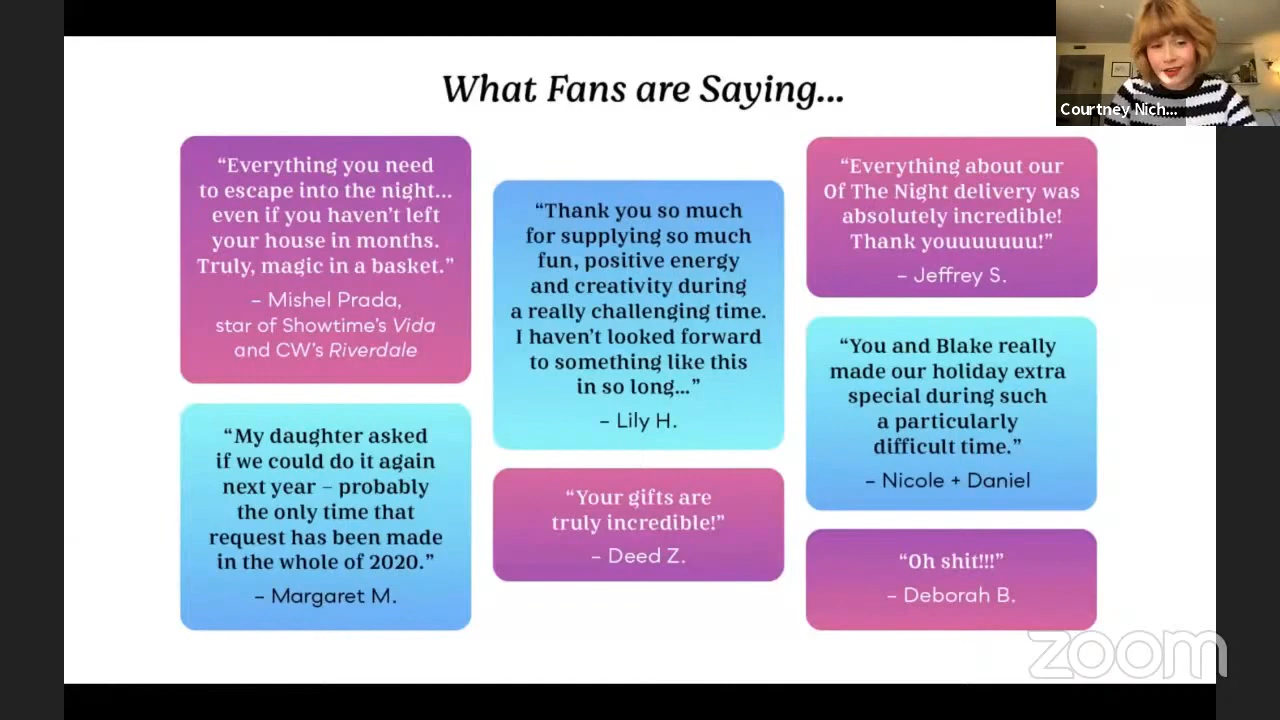 What Fans are Saying...
“Everything you need
to escape into the night...
even if you haven’t left
your house in months.
Truly, magic in a basket.”
– Mishel Prada,
star of Showtime’s Vida
and CW’s Riverdale
“My daughter asked
if we could do it again
next year – probably
the only time that
request has been made
in the whole of 2020.”
– Margaret M.
“Thank you so much
for supplying so much
fun, positive energy
and creativity during
a really challenging time.
I haven’t looked forward
to something like this
in so long...”
– Lily H.
“Your gifts are
truly incredible!”
– Deed Z.
“Everything about our
Of The Night delivery was
absolutely incredible!
Thank youuuuuuu!”
– Jeffrey S.
“You and Blake really
made our holiday extra
special during such
a particularly
difficult time.”
– Nicole + Daniel
“Oh shit!!!”
– Deborah B.
Courtney Nich...
zoom